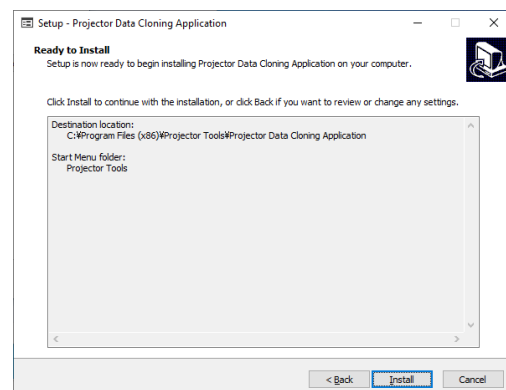 Setup - Projector Data Cloning Application
Ready to Install
Setup is now ready to begin installing Projector Data Cloning Application on your computer.
Click Install to continue with the installation, or click Back if you want to review or change any settings.
Destination location:
C:¥Program Files (x86)¥Projector Tools¥Projector Data Cloning Application
Start Menu folder:
Projector Tools
< Back
Install
Cancel